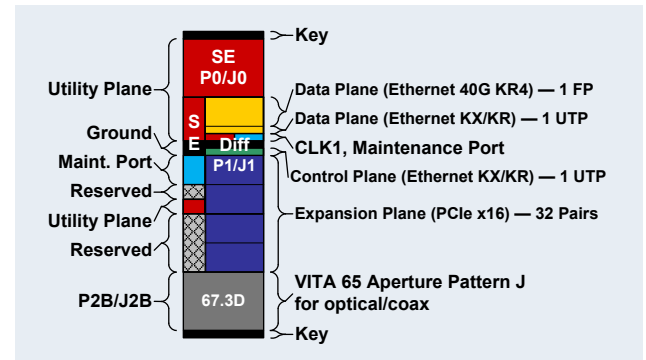 Key
SE
P0/J0
Utility Plane
Data Plane (Ethernet 40G KR4) — 1 FP
Data Plane (Ethernet KX/KR) — 1 UTP
S
E
Ground
Diff
CLK1, Maintenance Port
Maint. Port
P1/J1
Control Plane (Ethernet KX/KR) — 1 UTP
Reserved
Utility Plane
Expansion Plane (PCIe x16) — 32 Pairs
Reserved
P2B/J2B
67.3D
VITA 65 Aperture Pattern J
for optical/coax
Key